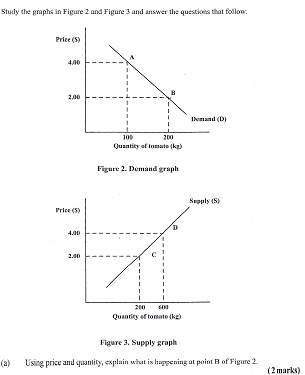 Study the graphs in Figure 2 and Figure 3 and answer the questions that follow.
Price ($)
4.00
A
2.00
B
Demand (D)
100 200
Quantity of tomato (kg)
Figure 2. Demand graph
Supply (S)
Price ($)
4.00
D
2.00
C
200 600
Quantity of tomato (kg)
Figure 3. Supply graph
(a) Using price and quantity, explain what is happening at point B of Figure 2.
(2 marks)